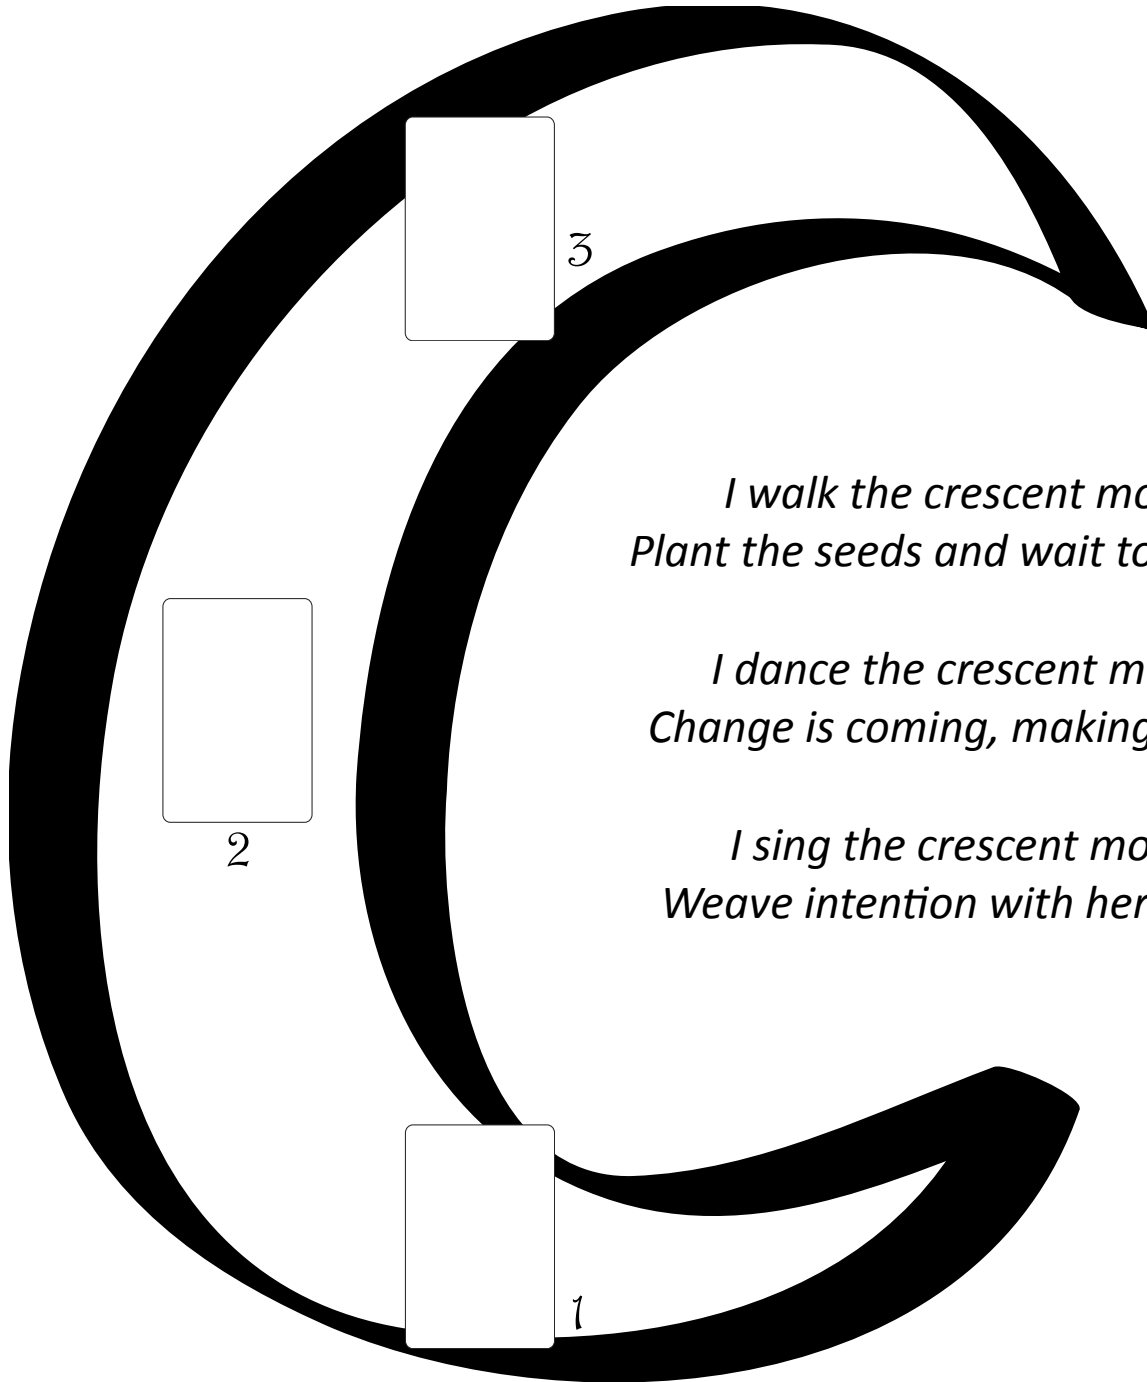 3
I walk the crescent mo
Plant the seeds and wait to
I dance the crescent m
Change is coming, making
2
I sing the crescent mo
Weave intention with her
1